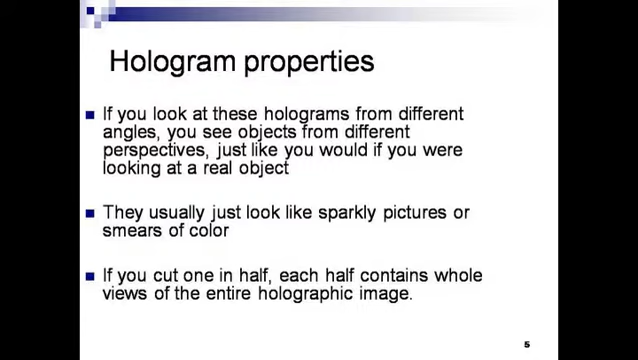 Hologram properties
If you look at these holograms from different
angles, you see objects from different
perspectives, just like you would if you were
looking at a real object
They usually just look like sparkly pictures or
smears of color
If you cut one in half, each half contains whole
views of the entire holographic image.
5